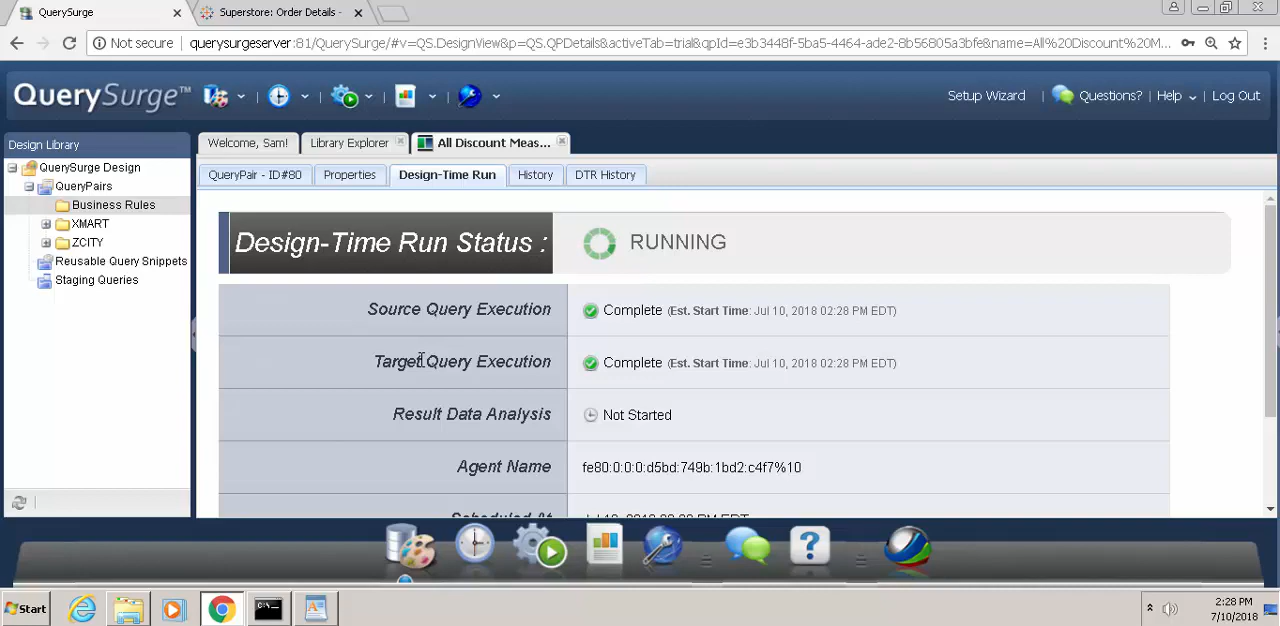 QuerySurge
Superstore: Order Details -
Not secure
querysurgeserver:81/QuerySurge/#v=QS.DesignView&p=QS.QPDetails&activeTab=trial&qpId=e3b3448f-5ba5-4464-ade2-8b56805a3bfe&name=All%20Discount%20M...
QuerySurge™
Setup Wizard
Questions?
Help
Log Out
Design Library
Welcome, Sam!
Library Explorer
All Discount Meas...
QuerySurge Design
QueryPairs
Business Rules
XMART
ZCITY
Reusable Query Snippets
Staging Queries
QueryPair - ID#80
Properties
Design-Time Run
History
DTR History
Design-Time Run Status :
RUNNING
Source Query Execution
Complete (Est. Start Time: Jul 10, 2018 02:28 PM EDT)
Target Query Execution
Complete (Est. Start Time: Jul 10, 2018 02:28 PM EDT)
Result Data Analysis
Not Started
Agent Name
fe80:0:0:0:d5bd:749b:1bd2:c4f7%10
Scheduled At
Start
2:28 PM
7/10/2018